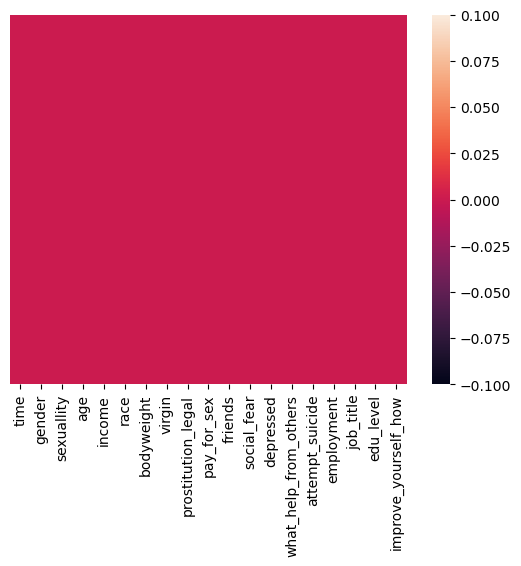 0.100
0.075
0.050
0.025
0.000
−0.025
−0.050
−0.075
−0.100
time
gender
sexuallity
age
income
race
bodyweight
virgin
prostitution_legal
pay_for_sex
friends
social_fear
depressed
what_help_from_others
attempt_suicide
employment
job_title
edu_level
improve_yourself_how